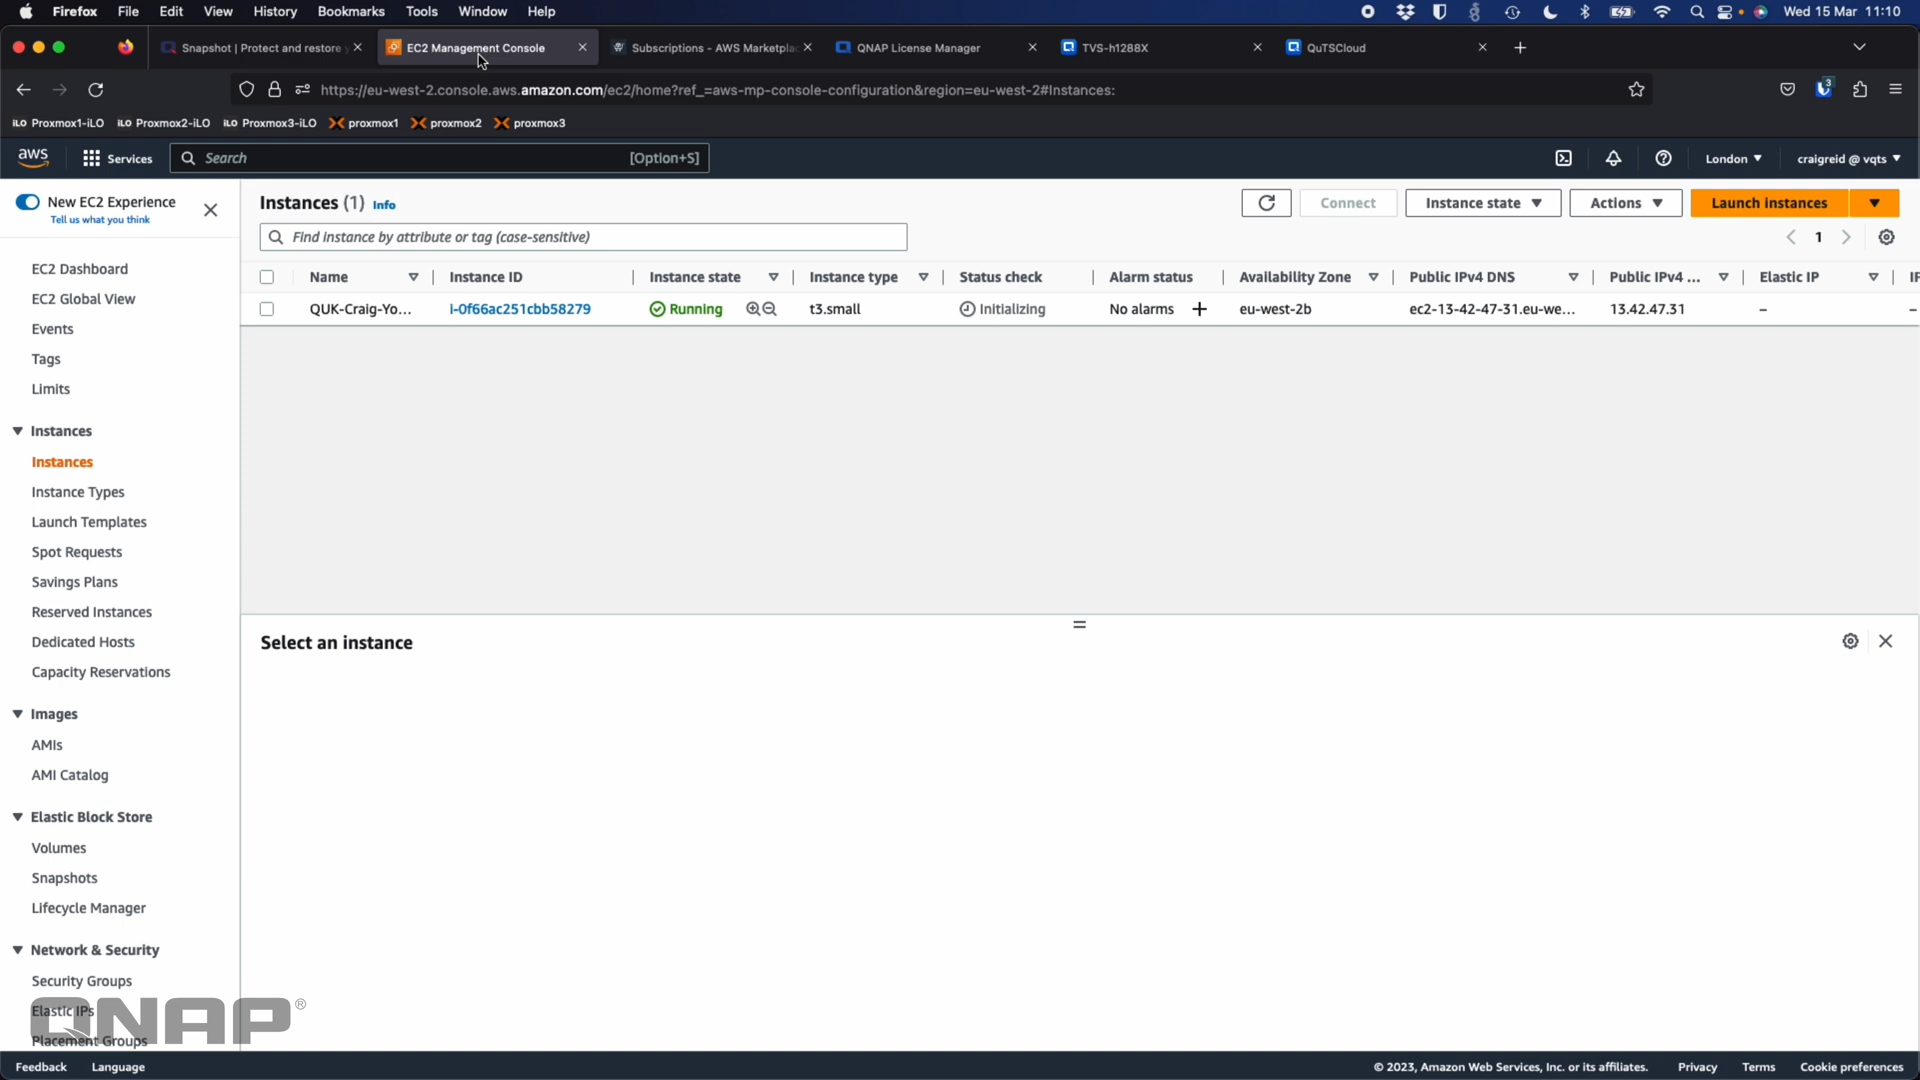 Firefox File Edit View History Bookmarks Tools Window Help Wed 15 Mar 11:10
Snapshot | Protect and restore EC2 Management Console Subscriptions - AWS Marketplac QNAP License Manager TVS-h1288X QuTSCloud
https://eu-west-2.console.aws.amazon.com/ec2/home?ref_=aws-mp-console-configuration&region=eu-west-2#Instances: 3
iLO Proxmox1-iLO iLO Proxmox2-iLO iLO Proxmox3-iLO proxmox1 proxmox2 proxmox3
aws Services Search [Option+S] London craigreid @ vqts
New EC2 Experience
Tell us what you think
EC2 Dashboard
EC2 Global View
Events
Tags
Limits
Instances
Instances
Instance Types
Launch Templates
Spot Requests
Savings Plans
Reserved Instances
Dedicated Hosts
Capacity Reservations
Images
AMIs
AMI Catalog
Elastic Block Store
Volumes
Snapshots
Lifecycle Manager
Network & Security
Security Groups
Elastic IPs
Placement Groups
QNAP®
Instances (1) Info Connect Instance state Actions Launch instances
Find instance by attribute or tag (case-sensitive) 1
Name Instance ID Instance state Instance type Status check Alarm status Availability Zone Public IPv4 DNS Public IPv4 ... Elastic IP IP
QUK-Craig-Yo... i-0f66ac251cbb58279 Running t3.small Initializing No alarms + eu-west-2b ec2-13-42-47-31.eu-we... 13.42.47.31 – –
Select an instance
Feedback Language © 2023, Amazon Web Services, Inc. or its affiliates. Privacy Terms Cookie preferences